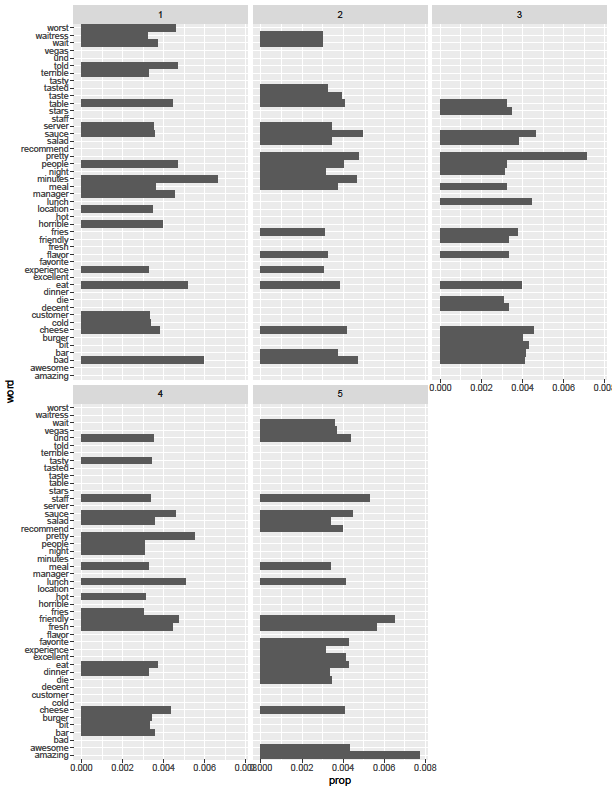 1 2 3
worst
waitress
wait
vegas
und
told
terrible
tasty
tasted
taste
table
stars
staff
server
sauce
salad
recommend
pretty
people
night
minutes
meal
manager
lunch
location
hot
horrible
fries
friendly
fresh
flavor
favorite
experience
excellent
eat
dinner
die
decent
customer
cold
cheese
burger
bit
bar
bad
awesome
amazing
0.000 0.002 0.004 0.006
word
4 5
worst
waitress
wait
vegas
und
told
terrible
tasty
tasted
taste
table
stars
staff
server
sauce
salad
recommend
pretty
people
night
minutes
meal
manager
lunch
location
hot
horrible
fries
friendly
fresh
flavor
favorite
experience
excellent
eat
dinner
die
decent
customer
cold
cheese
burger
bit
bar
bad
awesome
amazing
0.000 0.002 0.004 0.006 0.002 0.004 0.006 0.008
prop